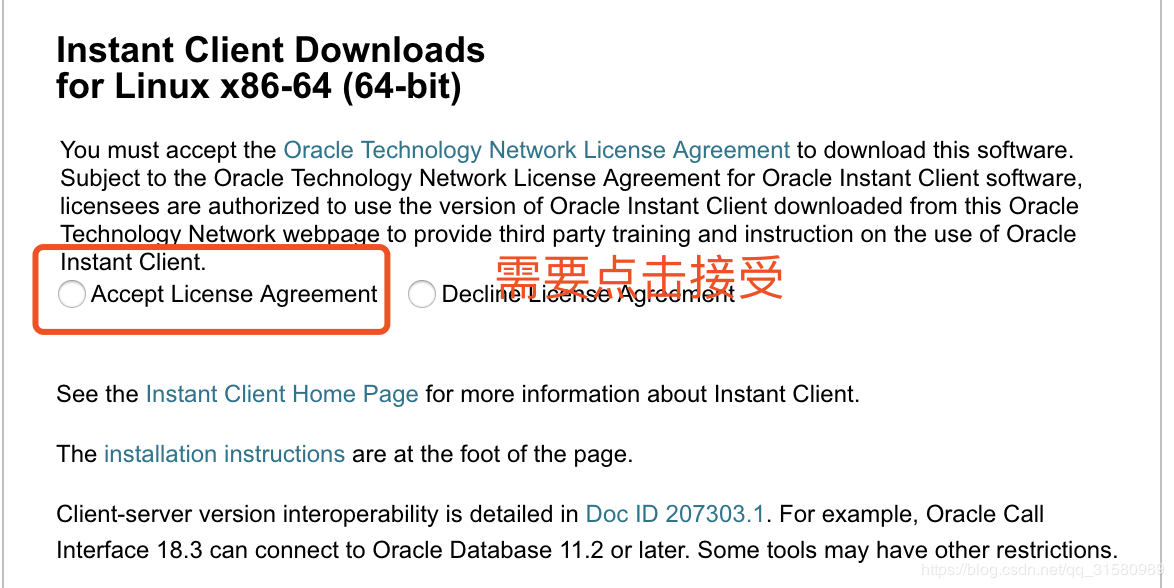 Instant Client Downloads
for Linux x86-64 (64-bit)
You must accept the Oracle Technology Network License Agreement to download this software.
Subject to the Oracle Technology Network License Agreement for Oracle Instant Client software,
licensees are authorized to use the version of Oracle Instant Client downloaded from this Oracle
Technology Network webpage to provide third party training and instruction on the use of Oracle
Instant Client.
需要点击接受
Accept License Agreement Decline License Agreement
See the Instant Client Home Page for more information about Instant Client.
The installation instructions are at the foot of the page.
Client-server version interoperability is detailed in Doc ID 207303.1. For example, Oracle Call
Interface 18.3 can connect to Oracle Database 11.2 or later. Some tools may have other restrictions.
https://blog.csdn.net/qq_31580989